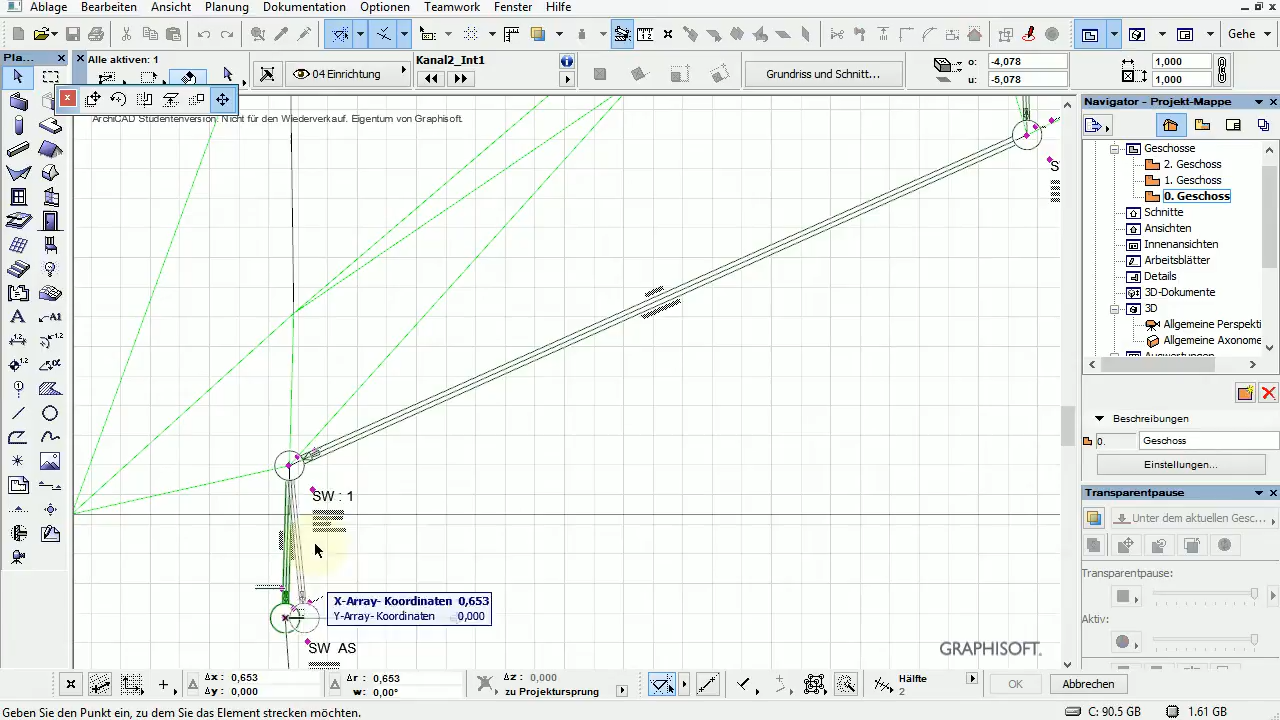 Ablage Bearbeiten Ansicht Planung Dokumentation Optionen Teamwork Fenster Hilfe
Gehe
Pla...
Alle aktiven: 1
04 Einrichtung
Kanal2_Int1
Grundriss und Schnitt...
o: -4,078
u: -5,078
1,000
1,000
ArchiCAD Studentenversion. Nicht für den Wiederverkauf. Eigentum von Graphisoft.
Navigator - Projekt-Mappe
Geschosse
2. Geschoss
1. Geschoss
0. Geschoss
Schnitte
Ansichten
Innenansichten
Arbeitsblätter
Details
3D-Dokumente
3D
Allgemeine Perspekti
Allgemeine Axonome
Auswertungen
Beschreibungen
0. Geschoss
Einstellungen...
Transparentpause
Unter dem aktuellen Gesc...
Transparentpause:
Aktiv:
SW : 1
X-Array- Koordinaten 0,653
Y-Array- Koordinaten 0,000
SW AS
GRAPHISOFT.
Δx: 0,653
Δy: 0,000
Δr: 0,653
w: 0,00°
Δz: 0,000
zu Projektursprung
Hälfte
2
OK
Abbrechen
Geben Sie den Punkt ein, zu dem Sie das Element strecken möchten.
C: 90.5 GB
1.61 GB